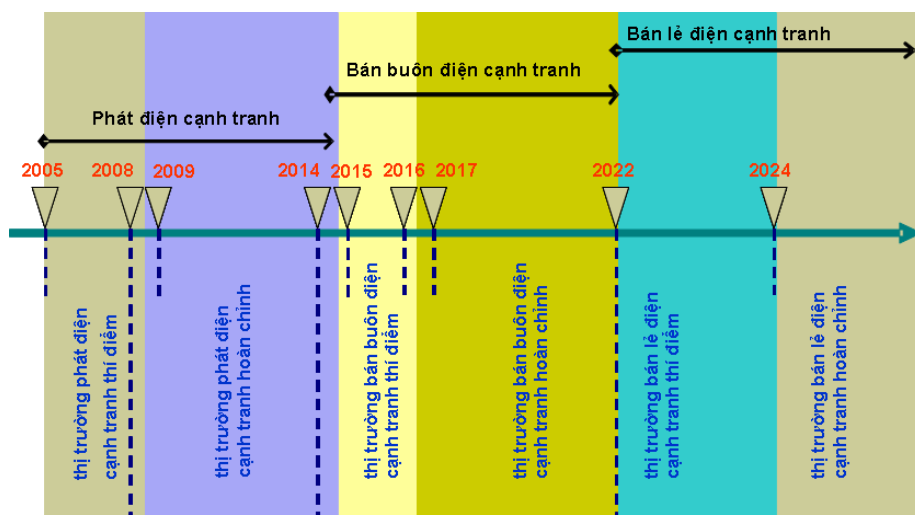 Bán lẻ điện cạnh tranh
Bán buôn điện cạnh tranh
Phát điện cạnh tranh
2005
2008
2009
2014
2015
2016
2017
2022
2024
thị trường phát điện
cạnh tranh thí điểm
thị trường phát điện
cạnh tranh hoàn chỉnh
thị trường bán buôn điện
cạnh tranh thí điểm
thị trường bán buôn điện
cạnh tranh hoàn chỉnh
thị trường bán lẻ điện
cạnh tranh thí điểm
thị trường bán lẻ điện
cạnh tranh hoàn chỉnh